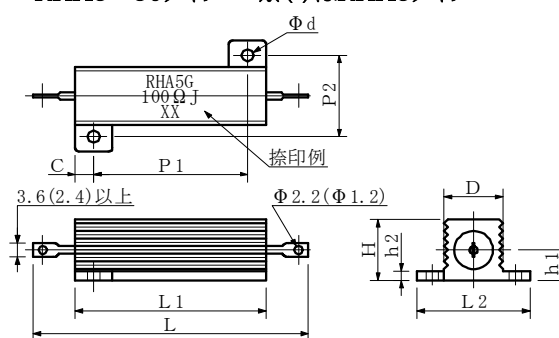 Φd
RHA5G
100ΩJ
XX
P2
C
P1
捺印例
3.6(2.4)以上
Φ2.2(Φ1.2)
D
H
h2
h1
L1
L2
L